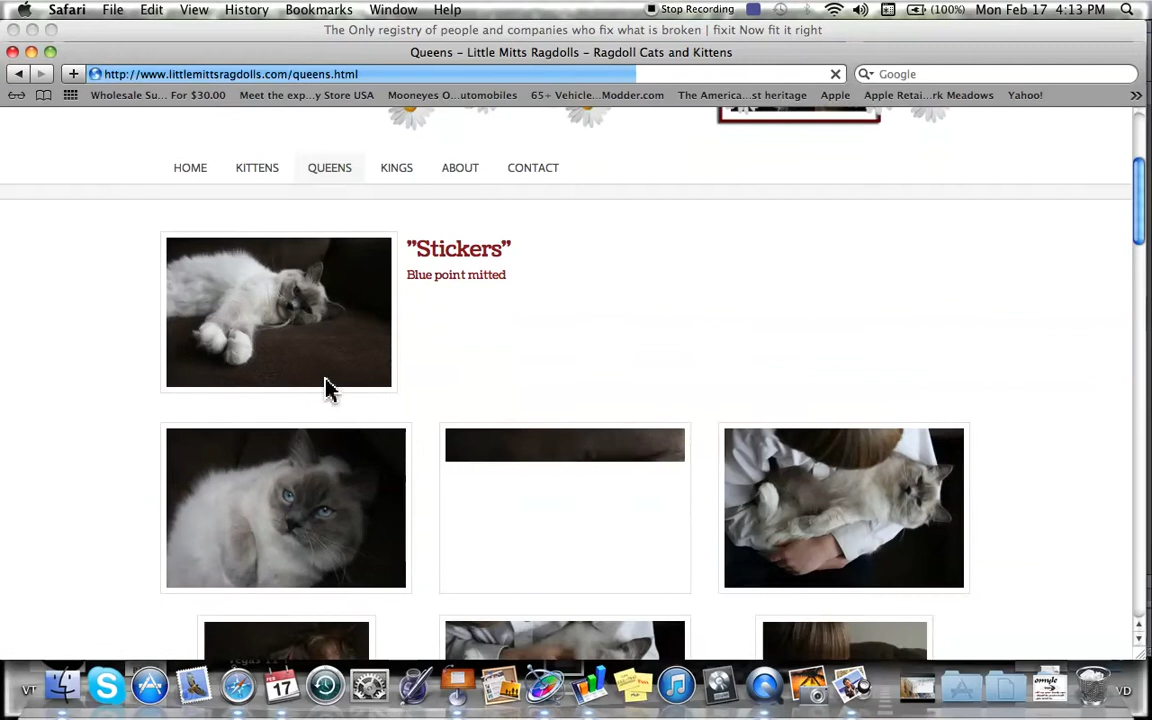 Safari File Edit View History Bookmarks Window Help Stop Recording (100%) Mon Feb 17 4:13 PM
The Only registry of people and companies who fix what is broken | fixit Now fit it right
Queens – Little Mitts Ragdolls – Ragdoll Cats and Kittens
http://www.littlemittsragdolls.com/queens.html Google
Wholesale Su... For $30.00 Meet the exp...y Store USA Mooneyes O...utomobiles 65+ Vehicle...Modder.com The America...st heritage Apple Apple Retai...rk Meadows Yahoo!
HOME KITTENS QUEENS KINGS ABOUT CONTACT
"Stickers"
Blue point mitted
VT
17
VD